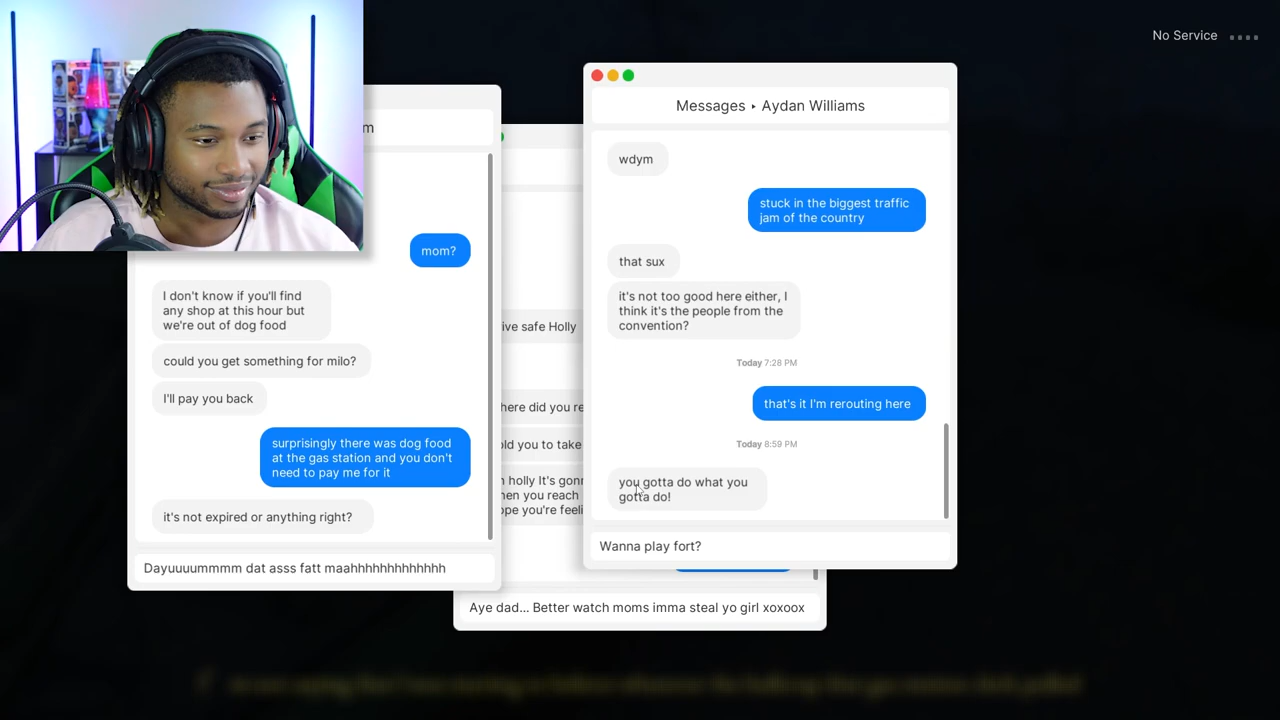 No Service
m
mom?
I don't know if you'll find
any shop at this hour but
we're out of dog food
could you get something for milo?
I'll pay you back
surprisingly there was dog food
at the gas station and you don't
need to pay me for it
it's not expired or anything right?
Dayuuuummmm dat asss fatt maahhhhhhhhhhhhh
ive safe Holly
here did you re
old you to take
holly It's gonn
hen you reach
ope you're feeli
Aye dad... Better watch moms imma steal yo girl xoxoox
Messages ▸ Aydan Williams
wdym
stuck in the biggest traffic
jam of the country
that sux
it's not too good here either, I
think it's the people from the
convention?
Today 7:28 PM
that's it I'm rerouting here
Today 8:59 PM
you gotta do what you
gotta do!
Wanna play fort?